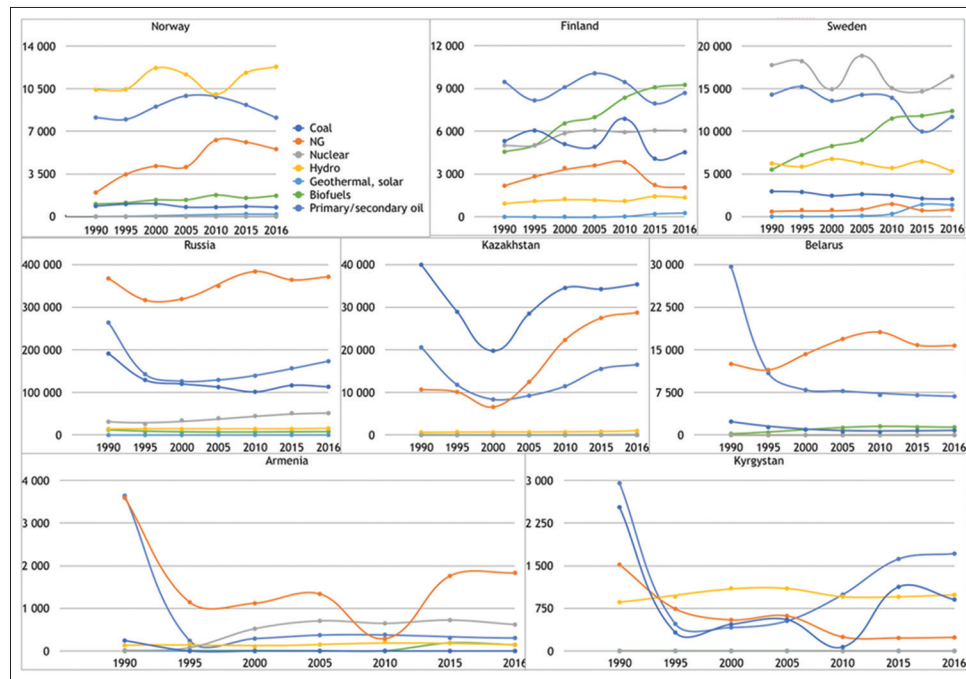 Norway
14 000
10 500
7 000
3 500
0
1990 1995 2000 2005 2010 2015 2016
Coal
NG
Nuclear
Hydro
Geothermal, solar
Biofuels
Primary/secondary oil
Finland
12 000
9 000
6 000
3 000
0
1990 1995 2000 2005 2010 2015 2016
Sweden
20 000
15 000
10 000
5 000
0
1990 1995 2000 2005 2010 2015 2016
Russia
400 000
300 000
200 000
100 000
0
1990 1995 2000 2005 2010 2015 2016
Kazakhstan
40 000
30 000
20 000
10 000
0
1990 1995 2000 2005 2010 2015 2016
Belarus
30 000
22 500
15 000
7 500
0
1990 1995 2000 2005 2010 2015 2016
Armenia
4 000
3 000
2 000
1 000
0
1990 1995 2000 2005 2010 2015 2016
Kyrgystan
3 000
2 250
1 500
750
0
1990 1995 2000 2005 2010 2015 2016